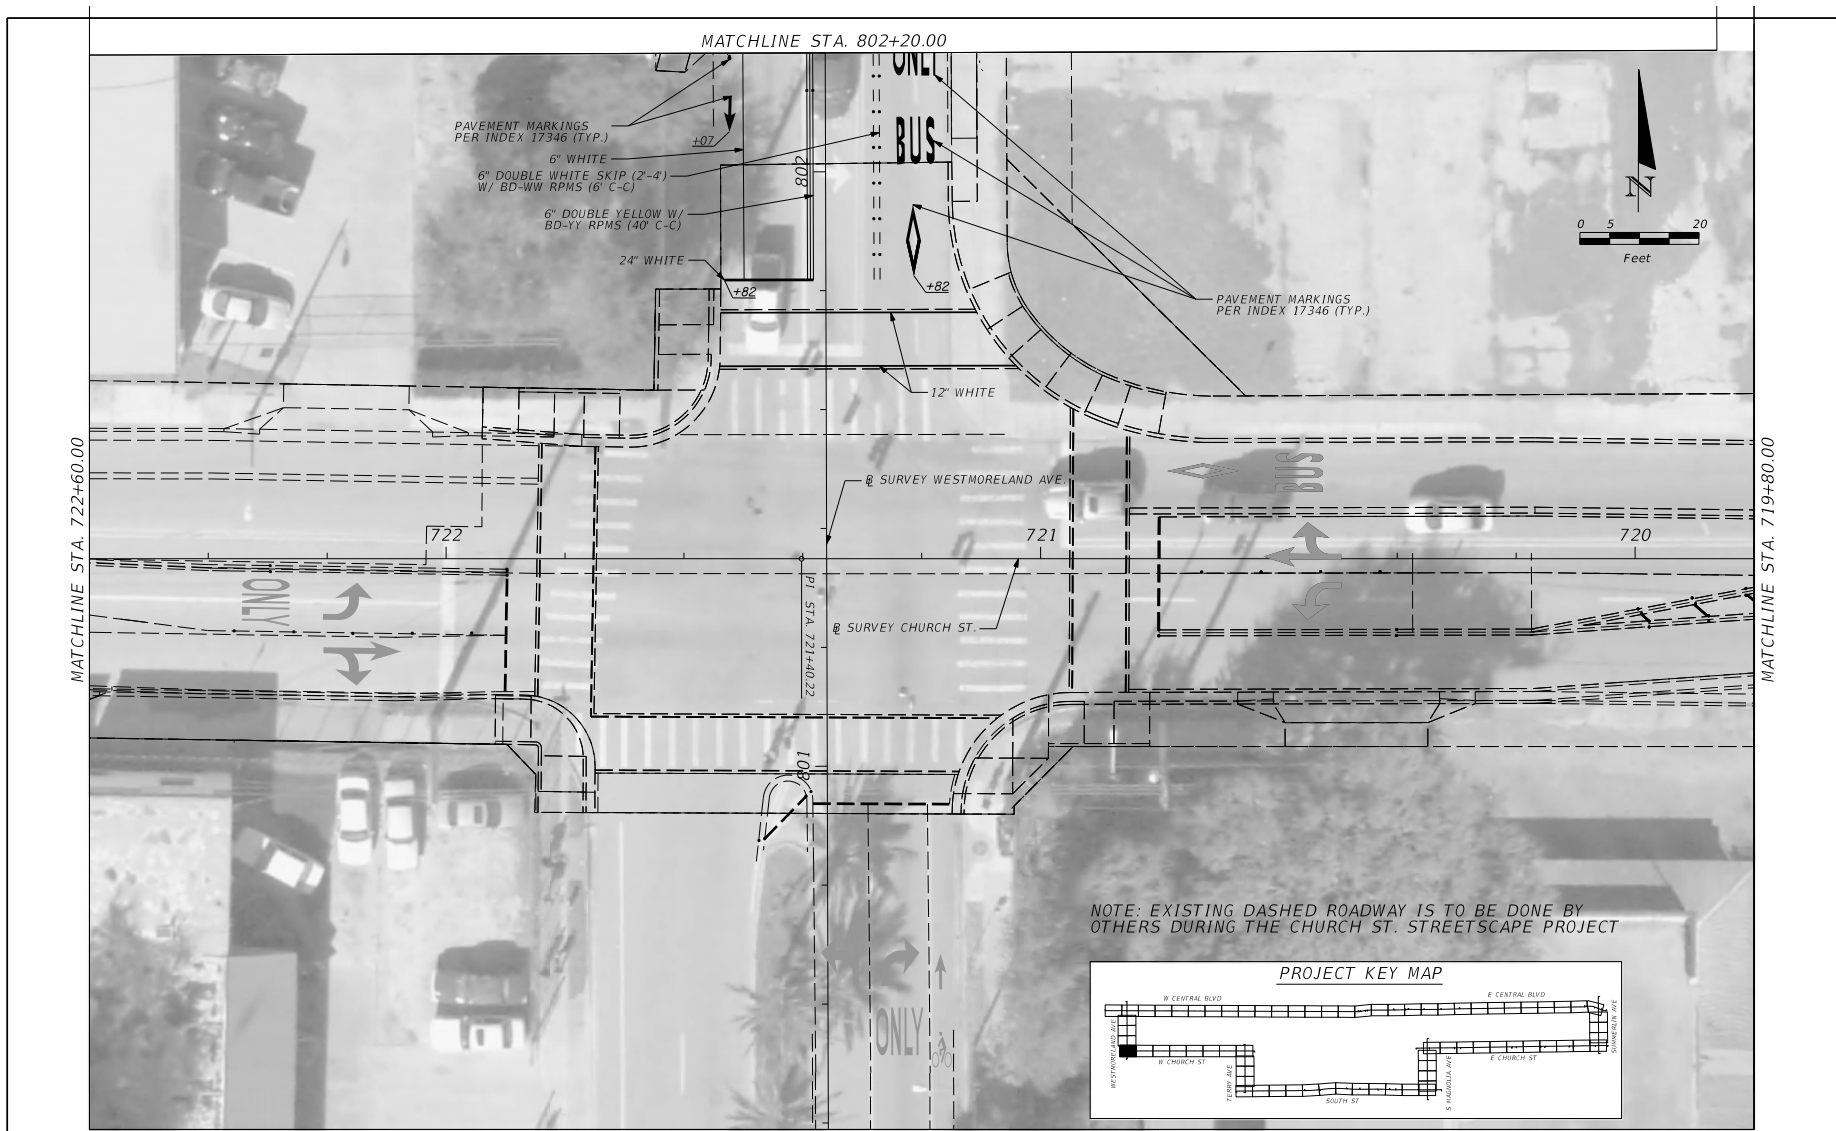 MATCHLINE STA. 802+20.00
ONLY
PAVEMENT MARKINGS
PER INDEX 17346 (TYP.)
+07
BUS
6" WHITE
802
6" DOUBLE WHITE SKIP (2'-4')
W/ BD-WW RPMS (6' C-C)
N
6" DOUBLE YELLOW W/
BD-YY RPMS (40' C-C)
0 5 20
Feet
24" WHITE
+82
+82
PAVEMENT MARKINGS
PER INDEX 17346 (TYP.)
12" WHITE
MATCHLINE STA. 722+60.00
MATCHLINE STA. 719+80.00
BUS
℄ SURVEY WESTMORELAND AVE.
722
721
720
ONLY
PI STA. 721+40.22
℄ SURVEY CHURCH ST.
801
NOTE: EXISTING DASHED ROADWAY IS TO BE DONE BY
OTHERS DURING THE CHURCH ST. STREETSCAPE PROJECT
ONLY
PROJECT KEY MAP
W CENTRAL BLVD
E CENTRAL BLVD
WESTMORELAND AVE
SUMMERLIN AVE
W CHURCH ST
E CHURCH ST
TERRY AVE
S MAGNOLIA AVE
SOUTH ST